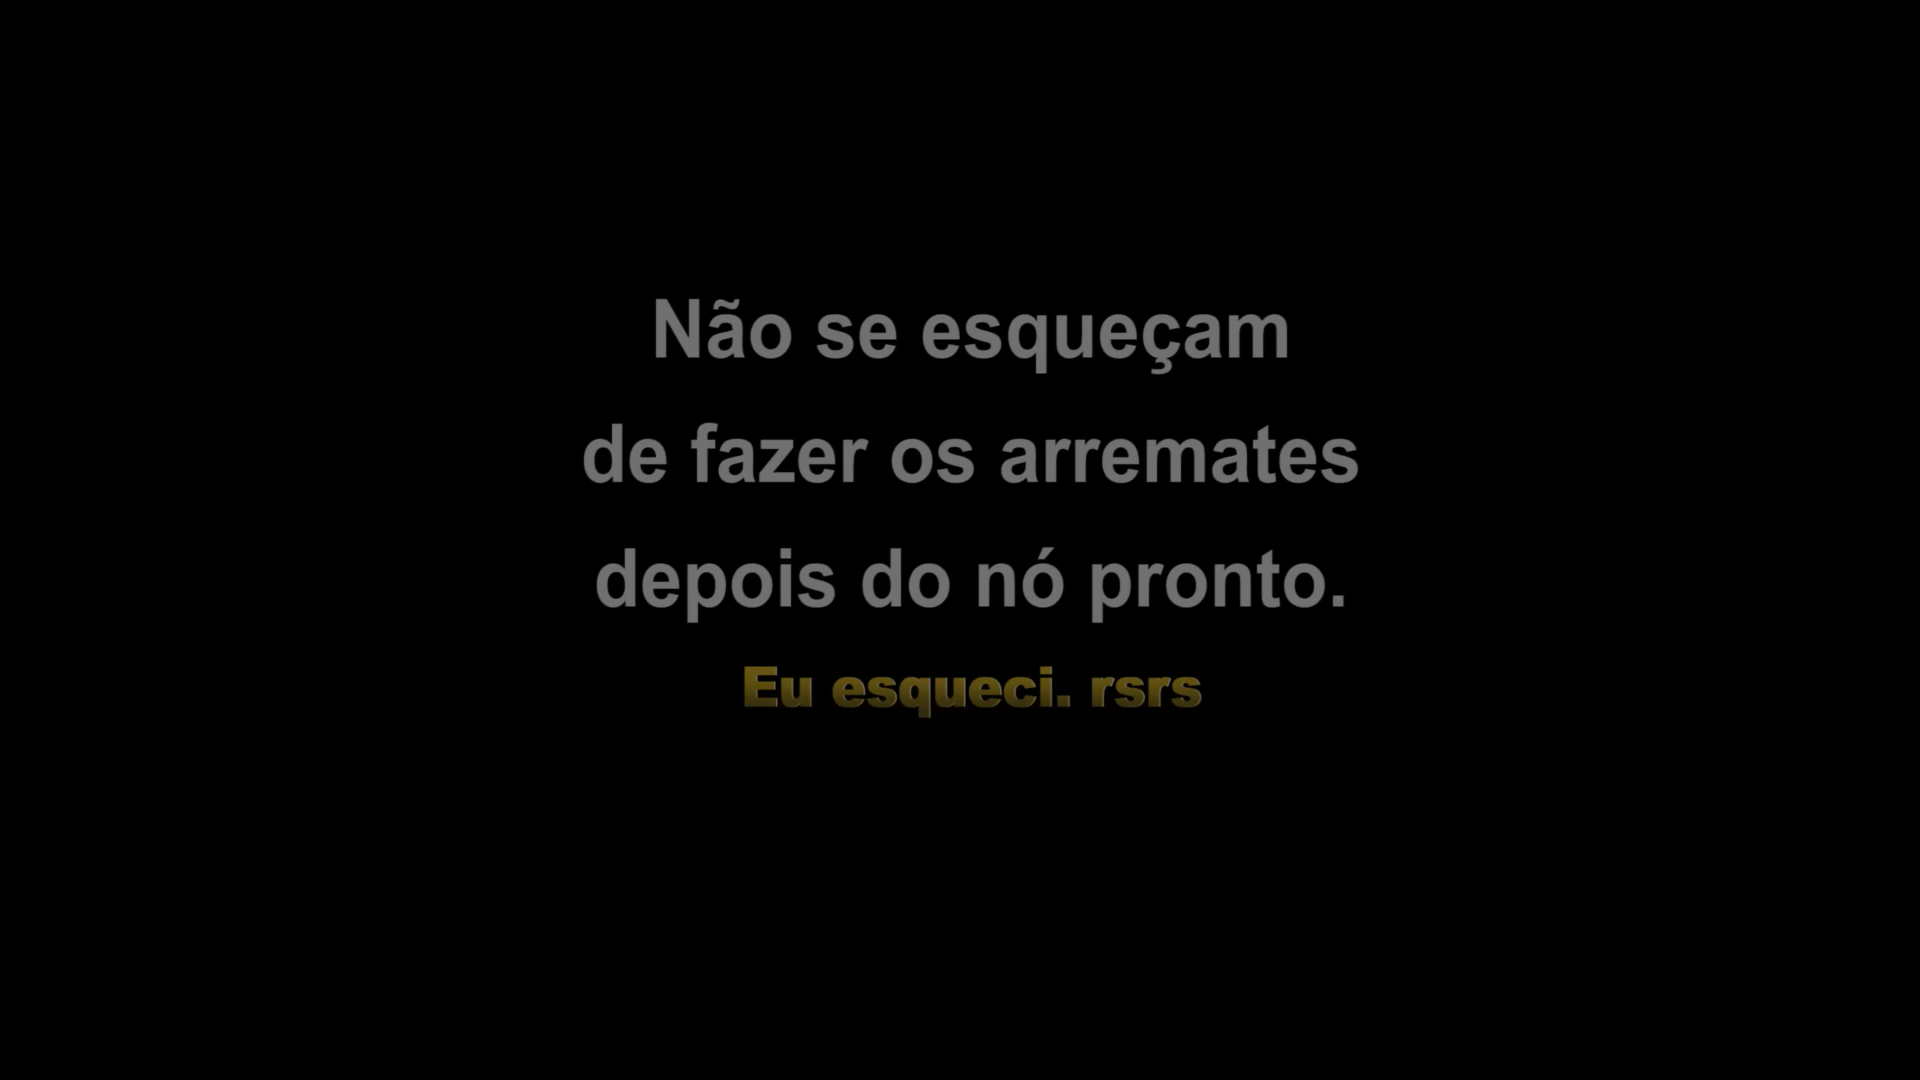 Não se esqueçam
de fazer os arremates
depois do nó pronto.
Eu esqueci. rsrs